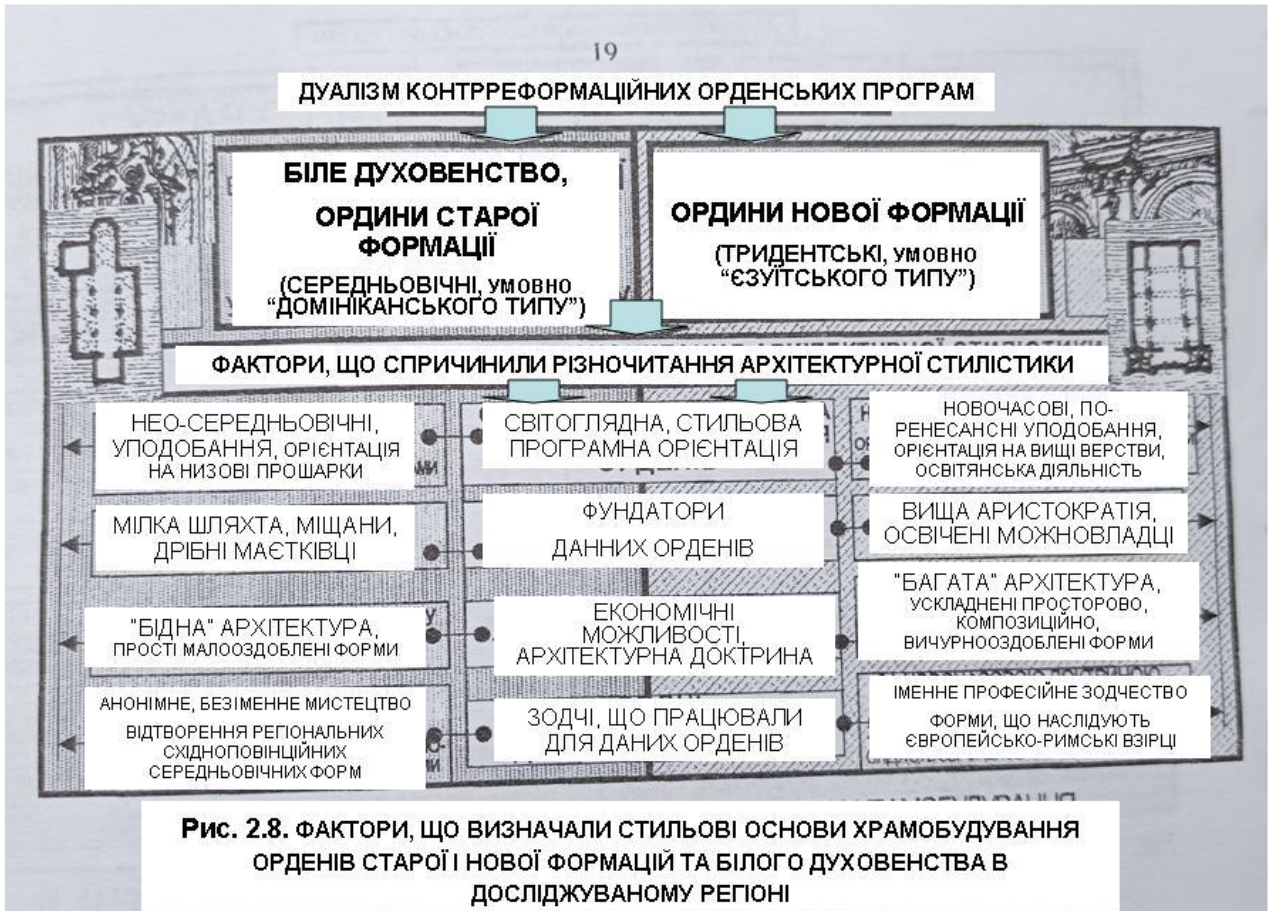 19
ДУАЛІЗМ КОНТРРЕФОРМАЦІЙНИХ ОРДЕНСЬКИХ ПРОГРАМ
БІЛЕ ДУХОВЕНСТВО,
ОРДИНИ СТАРОЇ
ФОРМАЦІЇ
(СЕРЕДНЬОВІЧНІ, УМОВНО
“ДОМІНІКАНСЬКОГО ТИПУ”)
ОРДИНИ НОВОЇ ФОРМАЦІЇ
(ТРИДЕНТСЬКІ, УМОВНО
“ЄЗУЇТСЬКОГО ТИПУ”)
ФАКТОРИ, ЩО СПРИЧИНИЛИ РІЗНОЧИТАННЯ АРХІТЕКТУРНОЇ СТИЛІСТИКИ
НЕО-СЕРЕДНЬОВІЧНІ,
УПОДОБАННЯ, ОРІЄНТАЦІЯ
НА НИЗОВІ ПРОШАРКИ
СВІТОГЛЯДНА, СТИЛЬОВА
ПРОГРАМНА ОРІЄНТАЦІЯ
НОВОЧАСОВІ, ПО-
РЕНЕСАНСНІ УПОДОБАННЯ,
ОРІЄНТАЦІЯ НА ВИЩІ ВЕРСТВИ,
ОСВІТЯНСЬКА ДІЯЛЬНІСТЬ
МІЛКА ШЛЯХТА, МІЩАНИ,
ДРІБНІ МАЄТКІВЦІ
ФУНДАТОРИ
ДАННИХ ОРДЕНІВ
ВИЩА АРИСТОКРАТІЯ,
ОСВІЧЕНІ МОЖНОВЛАДЦІ
"БІДНА" АРХІТЕКТУРА,
ПРОСТІ МАЛООЗДОБЛЕНІ ФОРМИ
ЕКОНОМІЧНІ
МОЖЛИВОСТІ,
АРХІТЕКТУРНА ДОКТРИНА
"БАГАТА" АРХІТЕКТУРА,
УСКЛАДНЕНІ ПРОСТОРОВО,
КОМПОЗИЦІЙНО,
ВИЧУРНООЗДОБЛЕНІ ФОРМИ
АНОНІМНЕ, БЕЗІМЕННЕ МИСТЕЦТВО
ВІДТВОРЕННЯ РЕГІОНАЛЬНИХ
СХІДНОПОВІНЦІЙНИХ
СЕРЕДНЬОВІЧНИХ ФОРМ
ЗОДЧІ, ЩО ПРАЦЮВАЛИ
ДЛЯ ДАНИХ ОРДЕНІВ
ІМЕННЕ ПРОФЕСІЙНЕ ЗОДЧЕСТВО
ФОРМИ, ЩО НАСЛІДУЮТЬ
ЄВРОПЕЙСЬКО-РИМСЬКІ ВЗІРЦІ
Рис. 2.8. ФАКТОРИ, ЩО ВИЗНАЧАЛИ СТИЛЬОВІ ОСНОВИ ХРАМОБУДУВАННЯ
ОРДЕНІВ СТАРОЇ І НОВОЇ ФОРМАЦІЙ ТА БІЛОГО ДУХОВЕНСТВА В
ДОСЛІДЖУВАНОМУ РЕГІОНІ